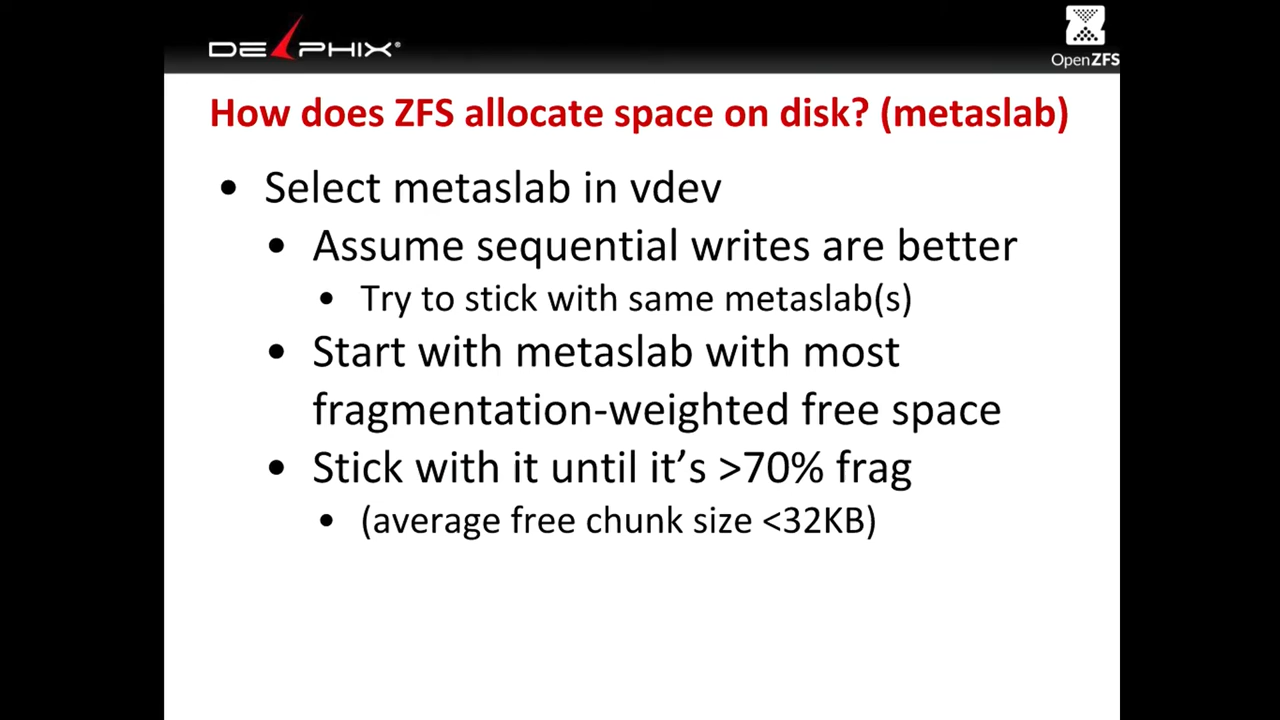 DELPHIX®
OpenZFS
How does ZFS allocate space on disk? (metaslab)
• Select metaslab in vdev
• Assume sequential writes are better
• Try to stick with same metaslab(s)
• Start with metaslab with most
fragmentation-weighted free space
• Stick with it until it’s >70% frag
• (average free chunk size <32KB)